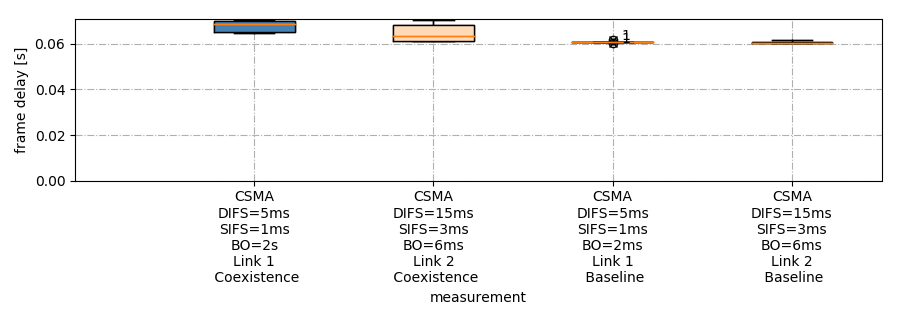 frame delay [s]
0.06
0.04
0.02
0.00
1
1
CSMA
DIFS=5ms
SIFS=1ms
BO=2s
Link 1
Coexistence
CSMA
DIFS=15ms
SIFS=3ms
BO=6ms
Link 2
Coexistence
CSMA
DIFS=5ms
SIFS=1ms
BO=2ms
Link 1
Baseline
CSMA
DIFS=15ms
SIFS=3ms
BO=6ms
Link 2
Baseline
measurement